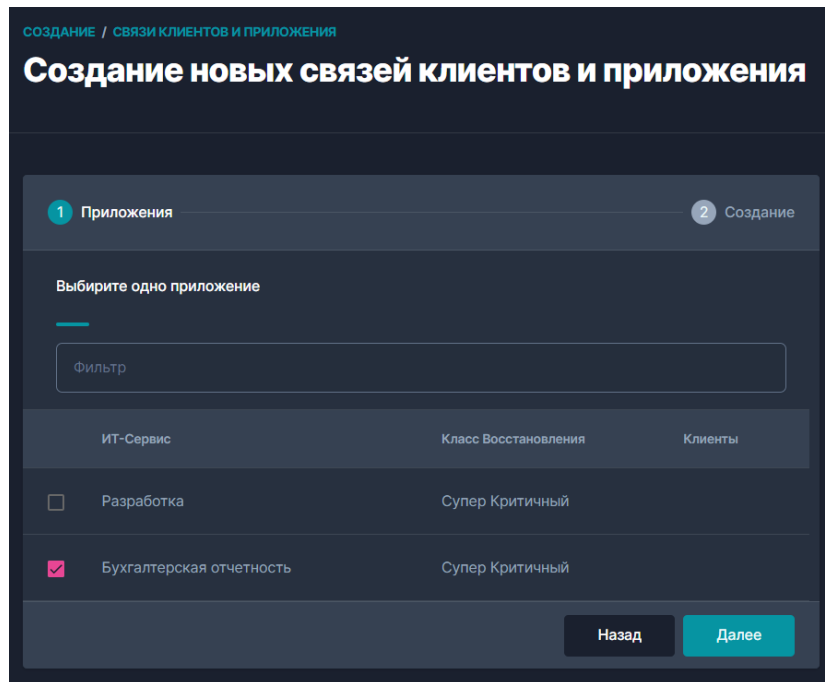 СОЗДАНИЕ / СВЯЗИ КЛИЕНТОВ И ПРИЛОЖЕНИЯ
Создание новых связей клиентов и приложения
1 Приложения 2 Создание
Выбирите одно приложение
Фильтр
ИТ-Сервис Класс Восстановления Клиенты
Разработка Супер Критичный
Бухгалтерская отчетность Супер Критичный
Назад Далее